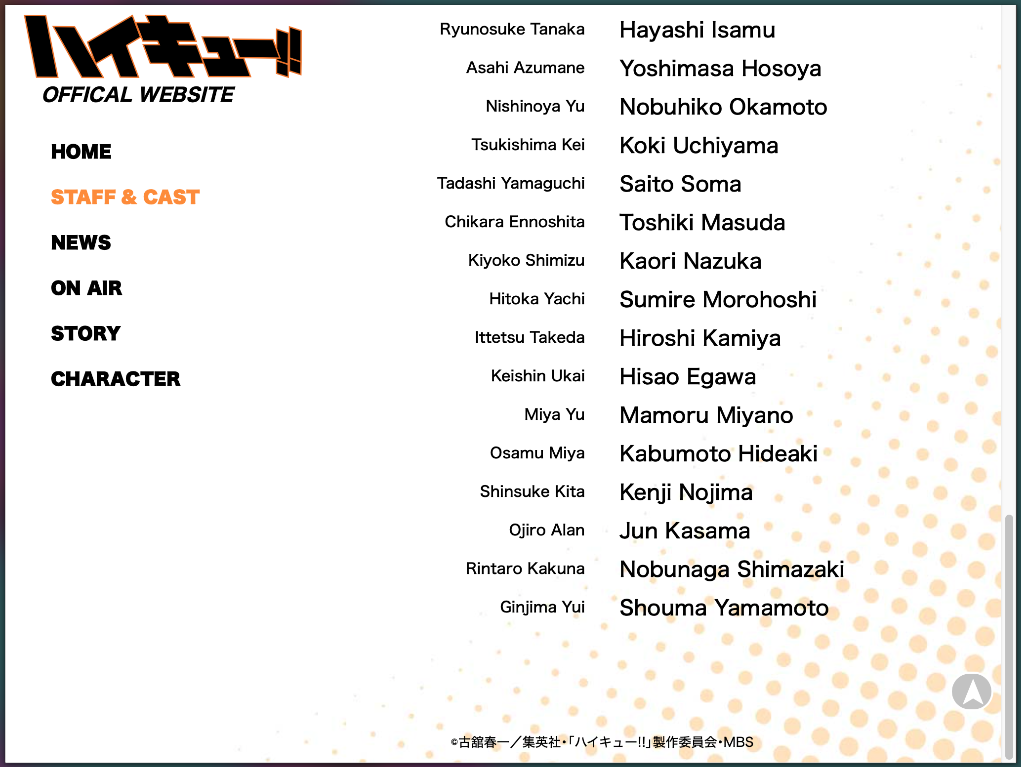 ハイキュー!!
OFFICAL WEBSITE
HOME
STAFF & CAST
NEWS
ON AIR
STORY
CHARACTER
Ryunosuke Tanaka Hayashi Isamu
Asahi Azumane Yoshimasa Hosoya
Nishinoya Yu Nobuhiko Okamoto
Tsukishima Kei Koki Uchiyama
Tadashi Yamaguchi Saito Soma
Chikara Ennoshita Toshiki Masuda
Kiyoko Shimizu Kaori Nazuka
Hitoka Yachi Sumire Morohoshi
Ittetsu Takeda Hiroshi Kamiya
Keishin Ukai Hisao Egawa
Miya Yu Mamoru Miyano
Osamu Miya Kabumoto Hideaki
Shinsuke Kita Kenji Nojima
Ojiro Alan Jun Kasama
Rintaro Kakuna Nobunaga Shimazaki
Ginjima Yui Shouma Yamamoto
©古舘春一／集英社・「ハイキュー!!」製作委員会・MBS